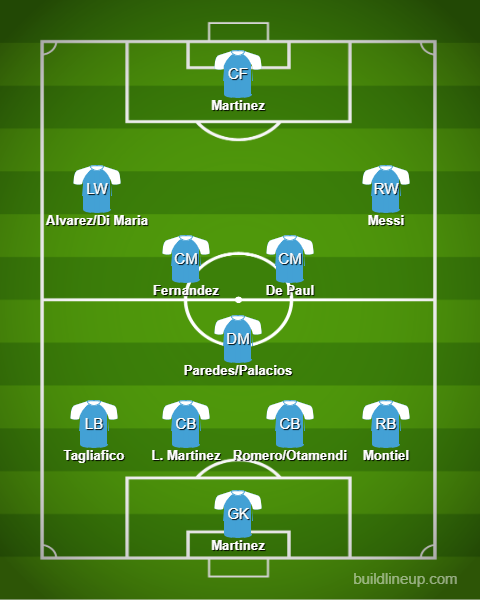 CF
Martinez
LW
RW
Alvarez/Di Maria
Messi
CM
CM
Fernandez
De Paul
DM
Paredes/Palacios
LB
CB
CB
RB
Tagliafico
L. Martinez
Romero/Otamendi
Montiel
GK
Martinez
buildlineup.com